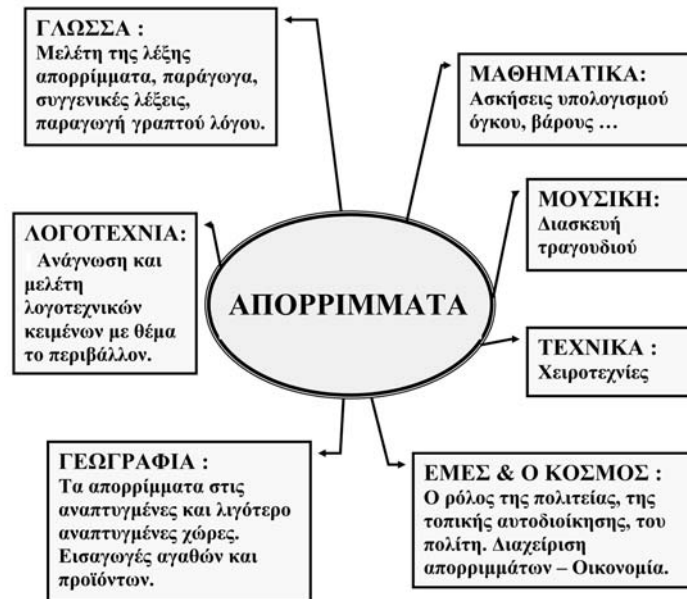 ΓΛΩΣΣΑ :
Μελέτη της λέξης
απορρίμματα, παράγωγα,
συγγενικές λέξεις,
παραγωγή γραπτού λόγου.
ΜΑΘΗΜΑΤΙΚΑ:
Ασκήσεις υπολογισμού
όγκου, βάρους …
ΛΟΓΟΤΕΧΝΙΑ:
Ανάγνωση και
μελέτη
λογοτεχνικών
κειμένων με θέμα
το περιβάλλον.
ΑΠΟΡΡΙΜΜΑΤΑ
ΜΟΥΣΙΚΗ:
Διασκευή
τραγουδιού
ΤΕΧΝΙΚΑ :
Χειροτεχνίες
ΓΕΩΓΡΑΦΙΑ :
Τα απορρίμματα στις
αναπτυγμένες και λιγότερο
αναπτυγμένες χώρες.
Εισαγωγές αγαθών και
προϊόντων.
ΕΜΕΣ & Ο ΚΟΣΜΟΣ :
Ο ρόλος της πολιτείας, της
τοπικής αυτοδιοίκησης, του
πολίτη. Διαχείριση
απορριμμάτων – Οικονομία.